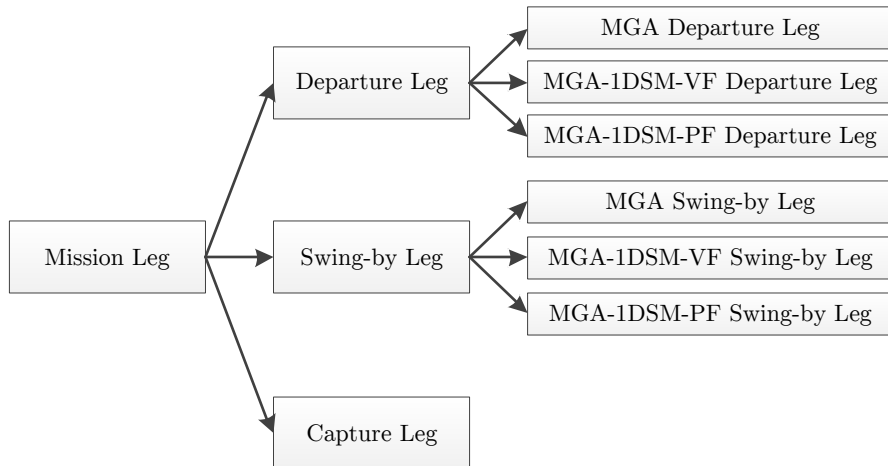 Mission Leg
Departure Leg
MGA Departure Leg
MGA-1DSM-VF Departure Leg
MGA-1DSM-PF Departure Leg
Swing-by Leg
MGA Swing-by Leg
MGA-1DSM-VF Swing-by Leg
MGA-1DSM-PF Swing-by Leg
Capture Leg